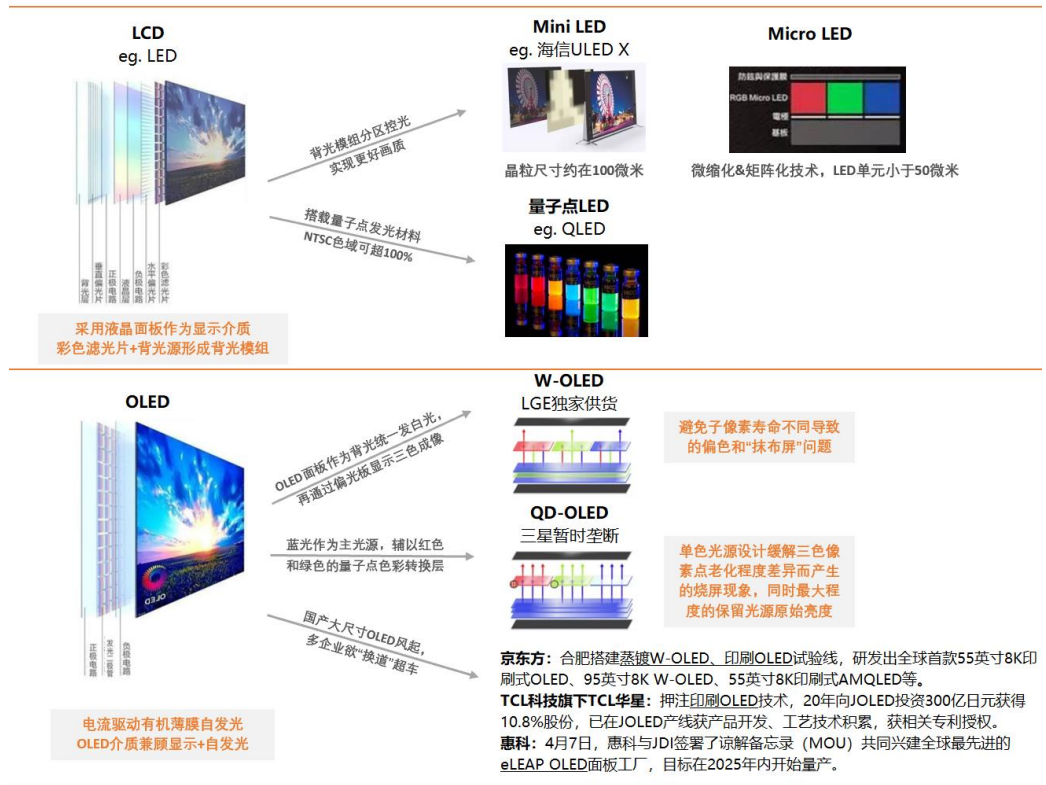 LCD
eg. LED
背光层
垂直偏光片
正极电路
液晶层
负极电路
水平偏光片
彩色滤光片
采用液晶面板作为显示介质
彩色滤光片+背光源形成背光模组
背光模组分区控光
实现更好画质
搭载量子点发光材料
NTSC色域可超100%
Mini LED
eg. 海信ULED X
晶粒尺寸约在100微米
Micro LED
防磨與保護膜
RGB Micro LED
電極
基板
微缩化&矩阵化技术，LED单元小于50微米
量子点LED
eg. QLED
OLED
OLED
正极电路
发光二极管
负极电路
电流驱动有机薄膜自发光
OLED介质兼顾显示+自发光
OLED面板作为背光统一发白光，
再通过偏光板显示三色成像
蓝光作为主光源，辅以红色
和绿色的量子点色彩转换层
国产大尺寸OLED风起，
多企业欲“换道”超车
W-OLED
LGE独家供货
避免子像素寿命不同导致
的偏色和“抹布屏”问题
QD-OLED
三星暂时垄断
单色光源设计缓解三色像
素点老化程度差异而产生
的烧屏现象，同时最大程
度的保留光源原始亮度
京东方：合肥搭建蒸镀W-OLED、印刷OLED试验线，研发出全球首款55英寸8K印
刷式OLED、95英寸8K W-OLED、55英寸8K印刷式AMQLED等。
TCL科技旗下TCL华星：押注印刷OLED技术，20年向JOLED投资300亿日元获得
10.8%股份，已在JOLED产线获产品开发、工艺技术积累，获相关专利授权。
惠科：4月7日，惠科与JDI签署了谅解备忘录（MOU）共同兴建全球最先进的
eLEAP OLED面板工厂，目标在2025年内开始量产。